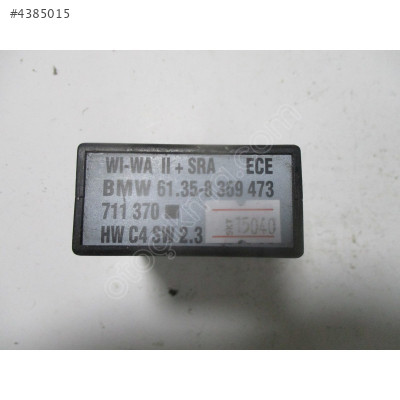 #4385015
WI-WA II + SRA ECE
BMW 61.35-8 369 473
711 370
15040
HW C4 SW 2.3